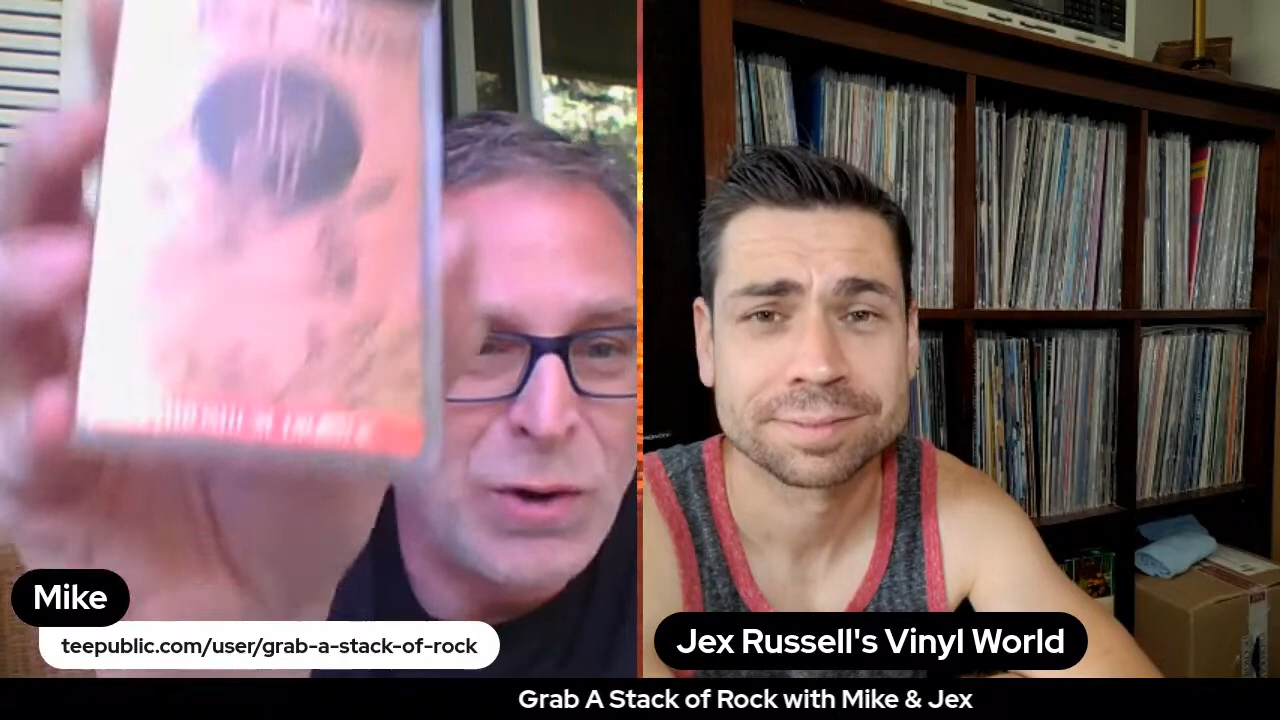 Mike
teepublic.com/user/grab-a-stack-of-rock
Jex Russell's Vinyl World
Grab A Stack of Rock with Mike & Jex